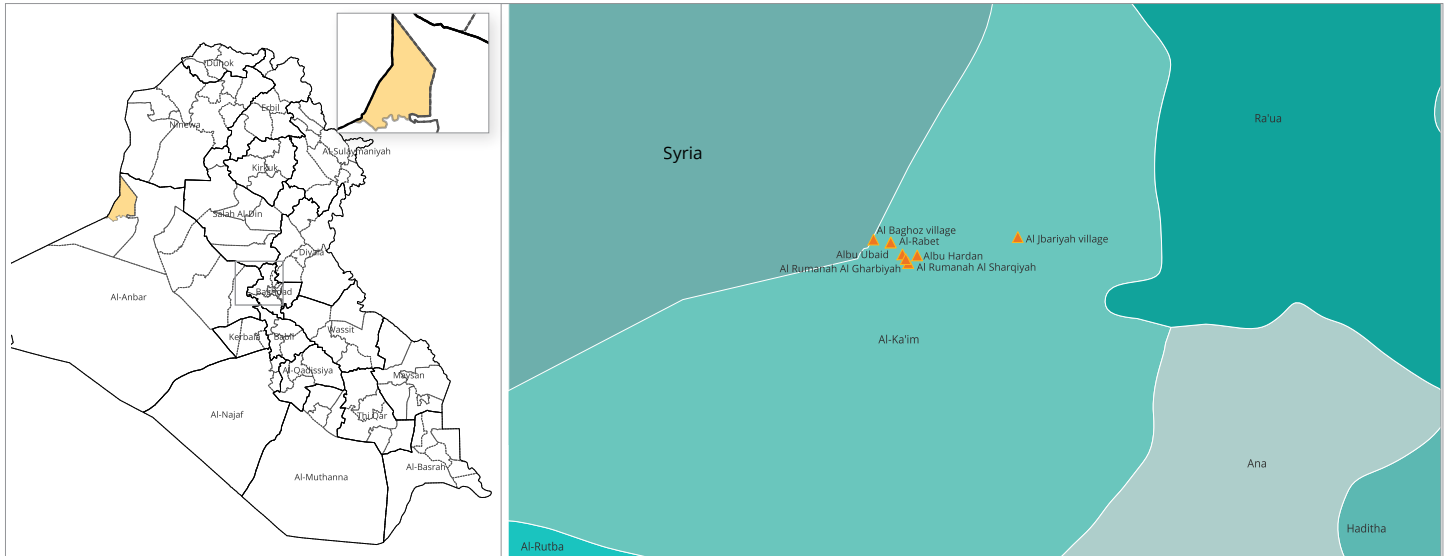 Duhok
Erbil
Ninewa
Al-Sulaymaniyah
Kirkuk
Salah Al-Din
Diyala
Baghdad
Al-Anbar
Wassit
Kerbala
Babil
Al-Qadissiya
Maysan
Al-Najaf
Thi Qar
Al-Basrah
Al-Muthanna
Syria
Ra'ua
Al Baghoz village
Al-Rabet
Al Jbariyah village
Albu Ubaid
Albu Hardan
Al Rumanah Al Gharbiyah
Al Rumanah Al Sharqiyah
Al-Ka'im
Ana
Haditha
Al-Rutba